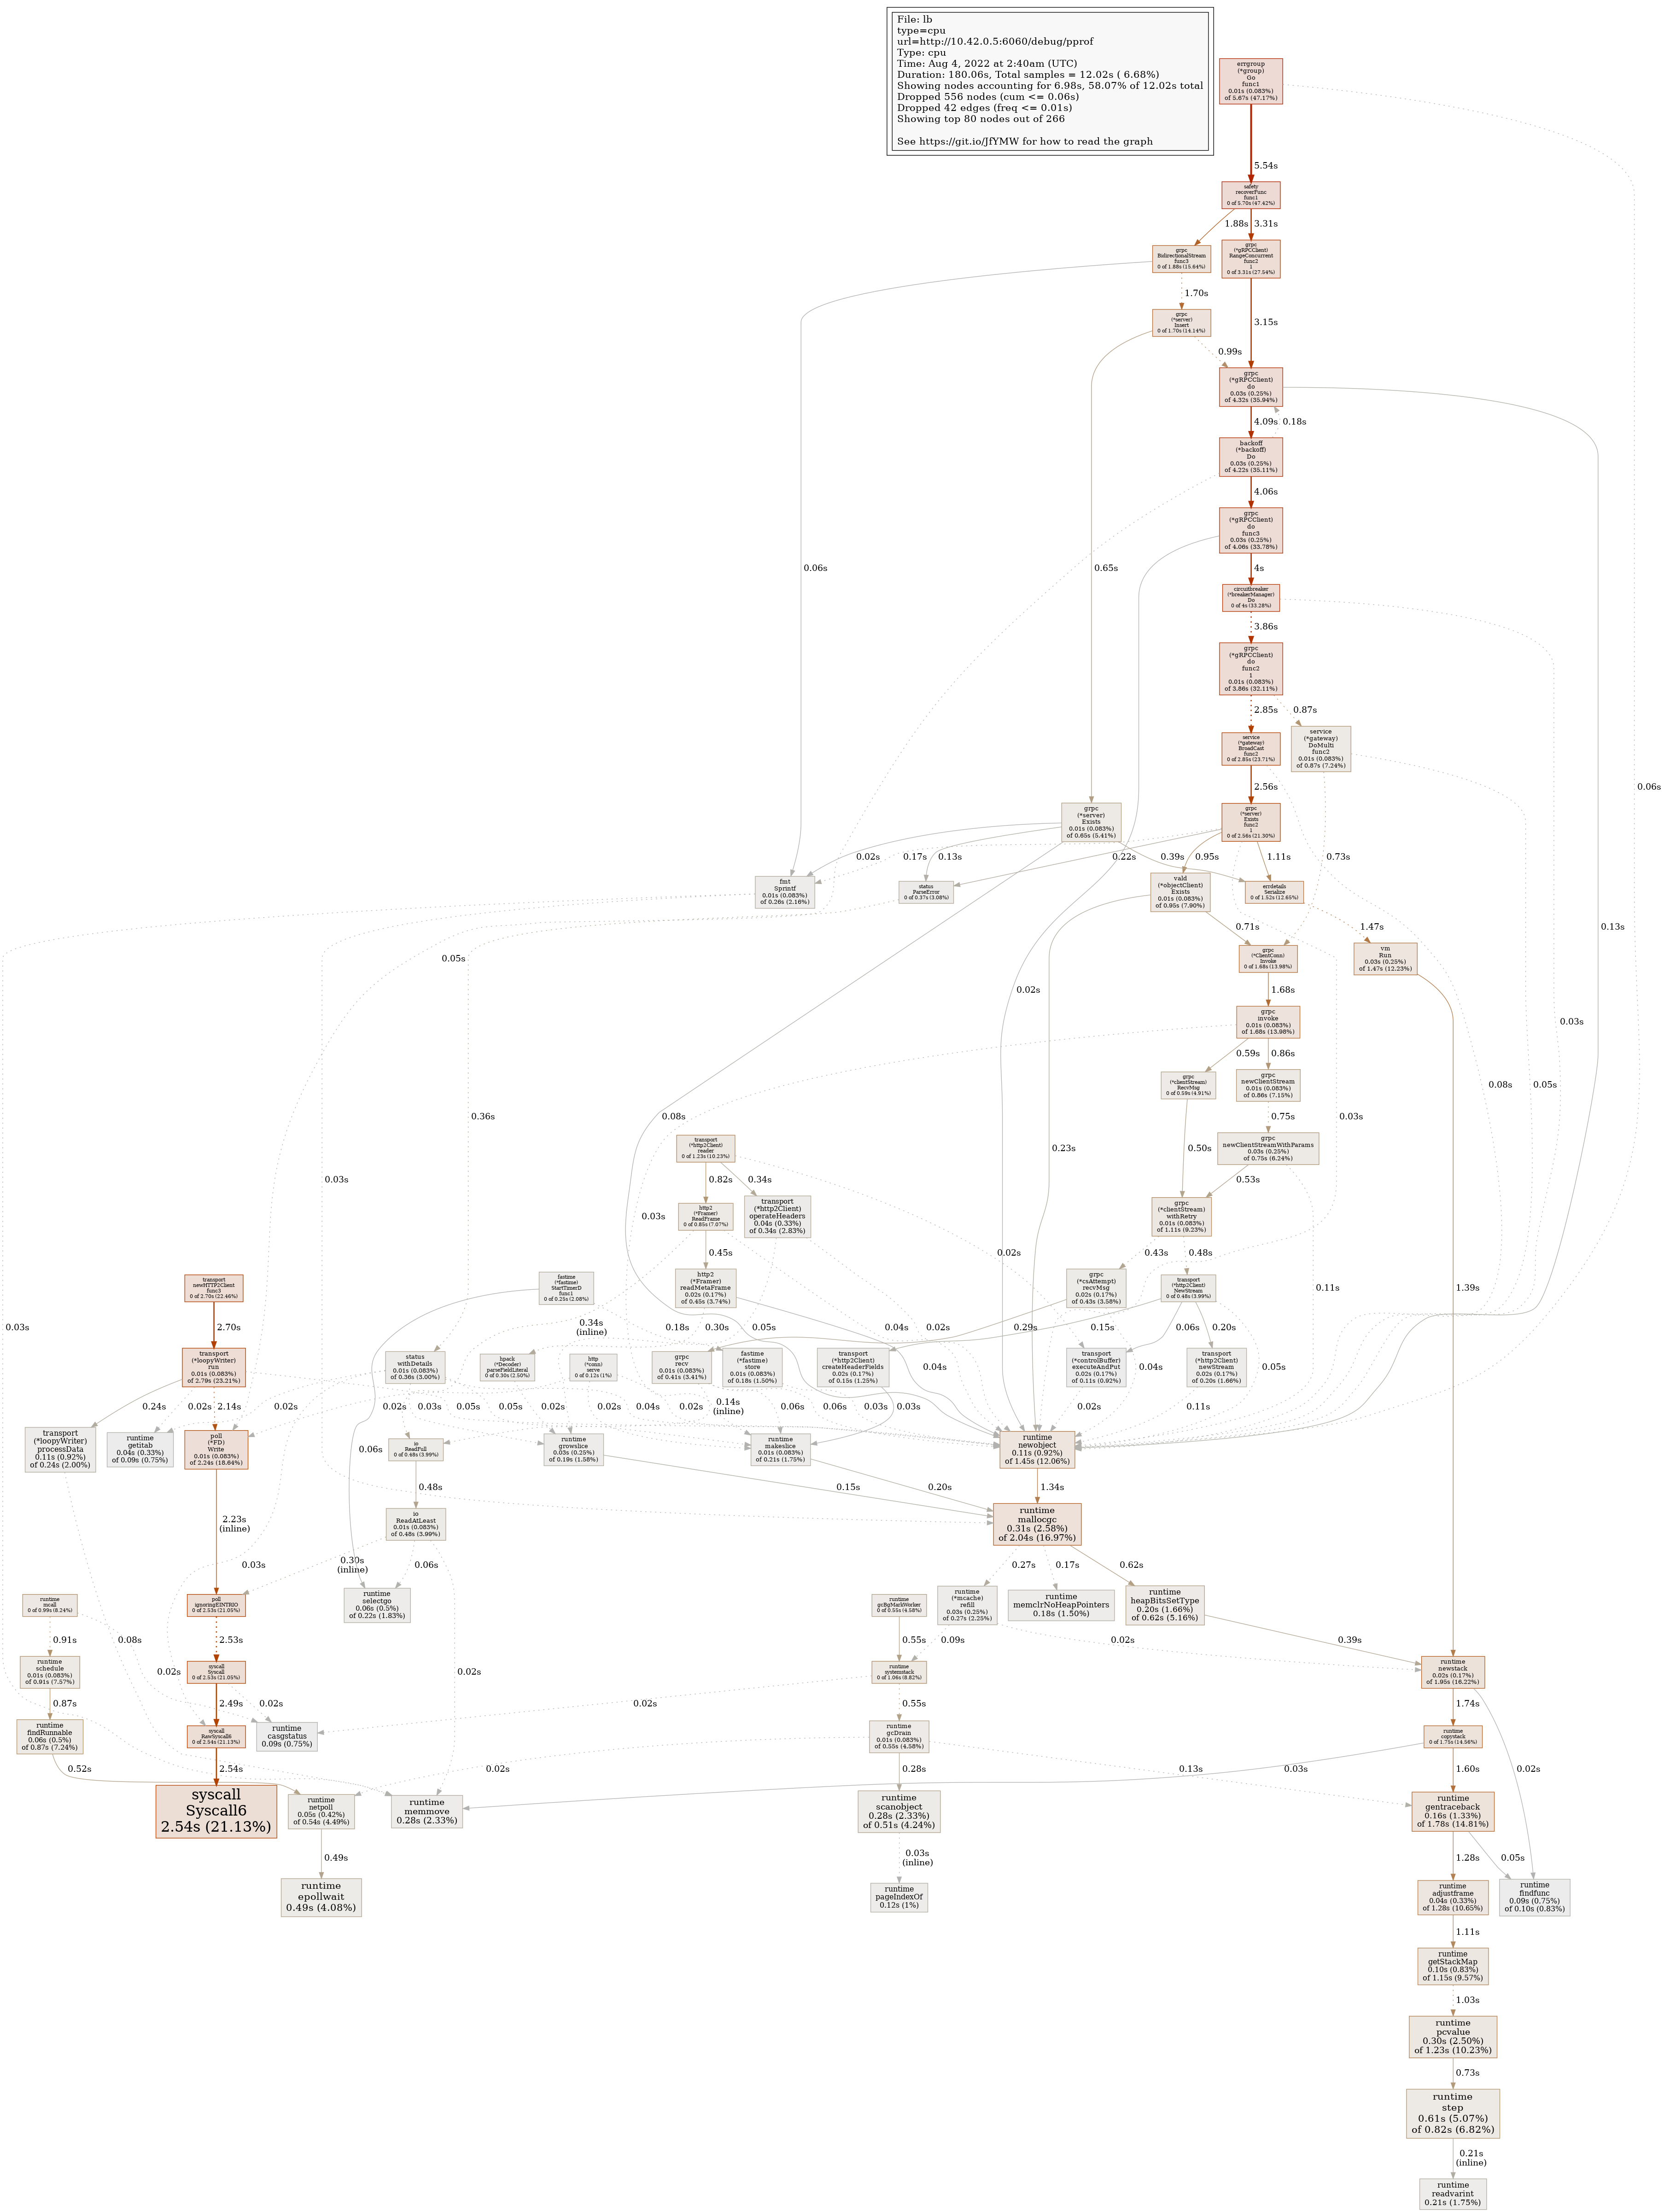 File: lb
type=cpu
url=http://10.42.0.5:6060/debug/pprof
Type: cpu
Time: Aug 4, 2022 at 2:40am (UTC)
Duration: 180.06s, Total samples = 12.02s ( 6.68%)
Showing nodes accounting for 6.98s, 58.07% of 12.02s total
Dropped 556 nodes (cum <= 0.06s)
Dropped 42 edges (freq <= 0.01s)
Showing top 80 nodes out of 266
See https://git.io/JfYMW for how to read the graph
errgroup
(*group)
Go
func1
0.01s (0.083%)
of 5.67s (47.17%)
5.54s
0.06s
safety
recoverFunc
func1
0 of 5.70s (47.42%)
1.88s
3.31s
grpc
BidirectionalStream
func3
0 of 1.88s (15.64%)
grpc
(*gRPCClient)
RangeConcurrent
func2
1
0 of 3.31s (27.54%)
1.70s
3.15s
0.06s
grpc
(*server)
Insert
0 of 1.70s (14.14%)
0.99s
0.65s
grpc
(*gRPCClient)
do
0.03s (0.25%)
of 4.32s (35.94%)
4.09s
0.18s
0.13s
backoff
(*backoff)
Do
0.03s (0.25%)
of 4.22s (35.11%)
4.06s
0.05s
grpc
(*gRPCClient)
do
func3
0.03s (0.25%)
of 4.06s (33.78%)
4s
0.02s
circuitbreaker
(*breakerManager)
Do
0 of 4s (33.28%)
3.86s
0.03s
grpc
(*gRPCClient)
do
func2
1
0.01s (0.083%)
of 3.86s (32.11%)
2.85s
0.87s
service
(*gateway)
BroadCast
func2
0 of 2.85s (23.71%)
service
(*gateway)
DoMulti
func2
0.01s (0.083%)
of 0.87s (7.24%)
2.56s
0.08s
0.73s
0.05s
grpc
(*server)
Exists
0.01s (0.083%)
of 0.65s (5.41%)
grpc
(*server)
Exists
func2
1
0 of 2.56s (21.30%)
0.02s
0.17s
0.13s
0.39s
0.22s
0.95s
1.11s
0.08s
0.03s
fmt
Sprintf
0.01s (0.083%)
of 0.26s (2.16%)
status
ParseError
0 of 0.37s (3.08%)
vald
(*objectClient)
Exists
0.01s (0.083%)
of 0.95s (7.90%)
errdetails
Serialize
0 of 1.52s (12.65%)
0.03s
0.03s
0.36s
0.71s
0.23s
1.47s
grpc
(*ClientConn)
Invoke
0 of 1.68s (13.98%)
vm
Run
0.03s (0.25%)
of 1.47s (12.23%)
1.68s
1.39s
grpc
invoke
0.01s (0.083%)
of 1.68s (13.98%)
0.59s
0.86s
0.03s
grpc
(*clientStream)
RecvMsg
0 of 0.59s (4.91%)
grpc
newClientStream
0.01s (0.083%)
of 0.86s (7.15%)
0.50s
0.75s
transport
(*http2Client)
reader
0 of 1.23s (10.23%)
grpc
newClientStreamWithParams
0.03s (0.25%)
of 0.75s (6.24%)
0.82s
0.34s
0.02s
0.53s
0.11s
http2
(*Framer)
ReadFrame
0 of 0.85s (7.07%)
transport
(*http2Client)
operateHeaders
0.04s (0.33%)
of 0.34s (2.83%)
grpc
(*clientStream)
withRetry
0.01s (0.083%)
of 1.11s (9.23%)
0.45s
0.43s
0.48s
transport
newHTTP2Client
func3
0 of 2.70s (22.46%)
fastime
(*fastime)
StartTimerD
func1
0 of 0.25s (2.08%)
http2
(*Framer)
readMetaFrame
0.02s (0.17%)
of 0.45s (3.74%)
grpc
(*csAttempt)
recvMsg
0.02s (0.17%)
of 0.43s (3.58%)
transport
(*http2Client)
NewStream
0 of 0.48s (3.99%)
2.70s
0.34s
(inline)
0.18s
0.30s
0.05s
0.04s
0.02s
0.29s
0.15s
0.06s
0.20s
0.04s
0.04s
0.05s
transport
(*loopyWriter)
run
0.01s (0.083%)
of 2.79s (23.21%)
status
withDetails
0.01s (0.083%)
of 0.36s (3.00%)
hpack
(*Decoder)
parseFieldLiteral
0 of 0.30s (2.50%)
http
(*conn)
serve
0 of 0.12s (1%)
grpc
recv
0.01s (0.083%)
of 0.41s (3.41%)
fastime
(*fastime)
store
0.01s (0.083%)
of 0.18s (1.50%)
transport
(*http2Client)
createHeaderFields
0.02s (0.17%)
of 0.15s (1.25%)
transport
(*controlBuffer)
executeAndPut
0.02s (0.17%)
of 0.11s (0.92%)
transport
(*http2Client)
newStream
0.02s (0.17%)
of 0.20s (1.66%)
0.24s
0.02s
2.14s
0.02s
0.06s
0.02s
0.03s
0.05s
0.05s
0.02s
0.02s
0.04s
0.02s
0.14s
(inline)
0.06s
0.06s
0.03s
0.03s
0.02s
0.11s
transport
(*loopyWriter)
processData
0.11s (0.92%)
of 0.24s (2.00%)
runtime
getitab
0.04s (0.33%)
of 0.09s (0.75%)
poll
(*FD)
Write
0.01s (0.083%)
of 2.24s (18.64%)
io
ReadFull
0 of 0.48s (3.99%)
runtime
growslice
0.03s (0.25%)
of 0.19s (1.58%)
runtime
makeslice
0.01s (0.083%)
of 0.21s (1.75%)
runtime
newobject
0.11s (0.92%)
of 1.45s (12.06%)
0.48s
0.15s
0.20s
1.34s
2.23s
(inline)
io
ReadAtLeast
0.01s (0.083%)
of 0.48s (3.99%)
runtime
mallocgc
0.31s (2.58%)
of 2.04s (16.97%)
0.03s
0.30s
(inline)
0.06s
0.27s
0.17s
0.62s
runtime
mcall
0 of 0.99s (8.24%)
poll
ignoringEINTRIO
0 of 2.53s (21.05%)
runtime
selectgo
0.06s (0.5%)
of 0.22s (1.83%)
runtime
gcBgMarkWorker
0 of 0.55s (4.58%)
runtime
(*mcache)
refill
0.03s (0.25%)
of 0.27s (2.25%)
runtime
memclrNoHeapPointers
0.18s (1.50%)
runtime
heapBitsSetType
0.20s (1.66%)
of 0.62s (5.16%)
0.91s
0.08s
2.53s
0.55s
0.09s
0.02s
0.39s
runtime
schedule
0.01s (0.083%)
of 0.91s (7.57%)
0.02s
syscall
Syscall
0 of 2.53s (21.05%)
0.02s
runtime
systemstack
0 of 1.06s (8.82%)
runtime
newstack
0.02s (0.17%)
of 1.95s (16.22%)
0.87s
2.49s
0.02s
0.02s
0.55s
1.74s
runtime
findRunnable
0.06s (0.5%)
of 0.87s (7.24%)
syscall
RawSyscall6
0 of 2.54s (21.13%)
runtime
casgstatus
0.09s (0.75%)
runtime
gcDrain
0.01s (0.083%)
of 0.55s (4.58%)
runtime
copystack
0 of 1.75s (14.56%)
0.52s
2.54s
0.02s
0.28s
0.13s
0.03s
1.60s
0.02s
syscall
Syscall6
2.54s (21.13%)
runtime
netpoll
0.05s (0.42%)
of 0.54s (4.49%)
runtime
memmove
0.28s (2.33%)
runtime
scanobject
0.28s (2.33%)
of 0.51s (4.24%)
runtime
gentraceback
0.16s (1.33%)
of 1.78s (14.81%)
0.49s
0.03s
(inline)
1.28s
0.05s
runtime
epollwait
0.49s (4.08%)
runtime
pageIndexOf
0.12s (1%)
runtime
adjustframe
0.04s (0.33%)
of 1.28s (10.65%)
runtime
findfunc
0.09s (0.75%)
of 0.10s (0.83%)
1.11s
runtime
getStackMap
0.10s (0.83%)
of 1.15s (9.57%)
1.03s
runtime
pcvalue
0.30s (2.50%)
of 1.23s (10.23%)
0.73s
runtime
step
0.61s (5.07%)
of 0.82s (6.82%)
0.21s
(inline)
runtime
readvarint
0.21s (1.75%)